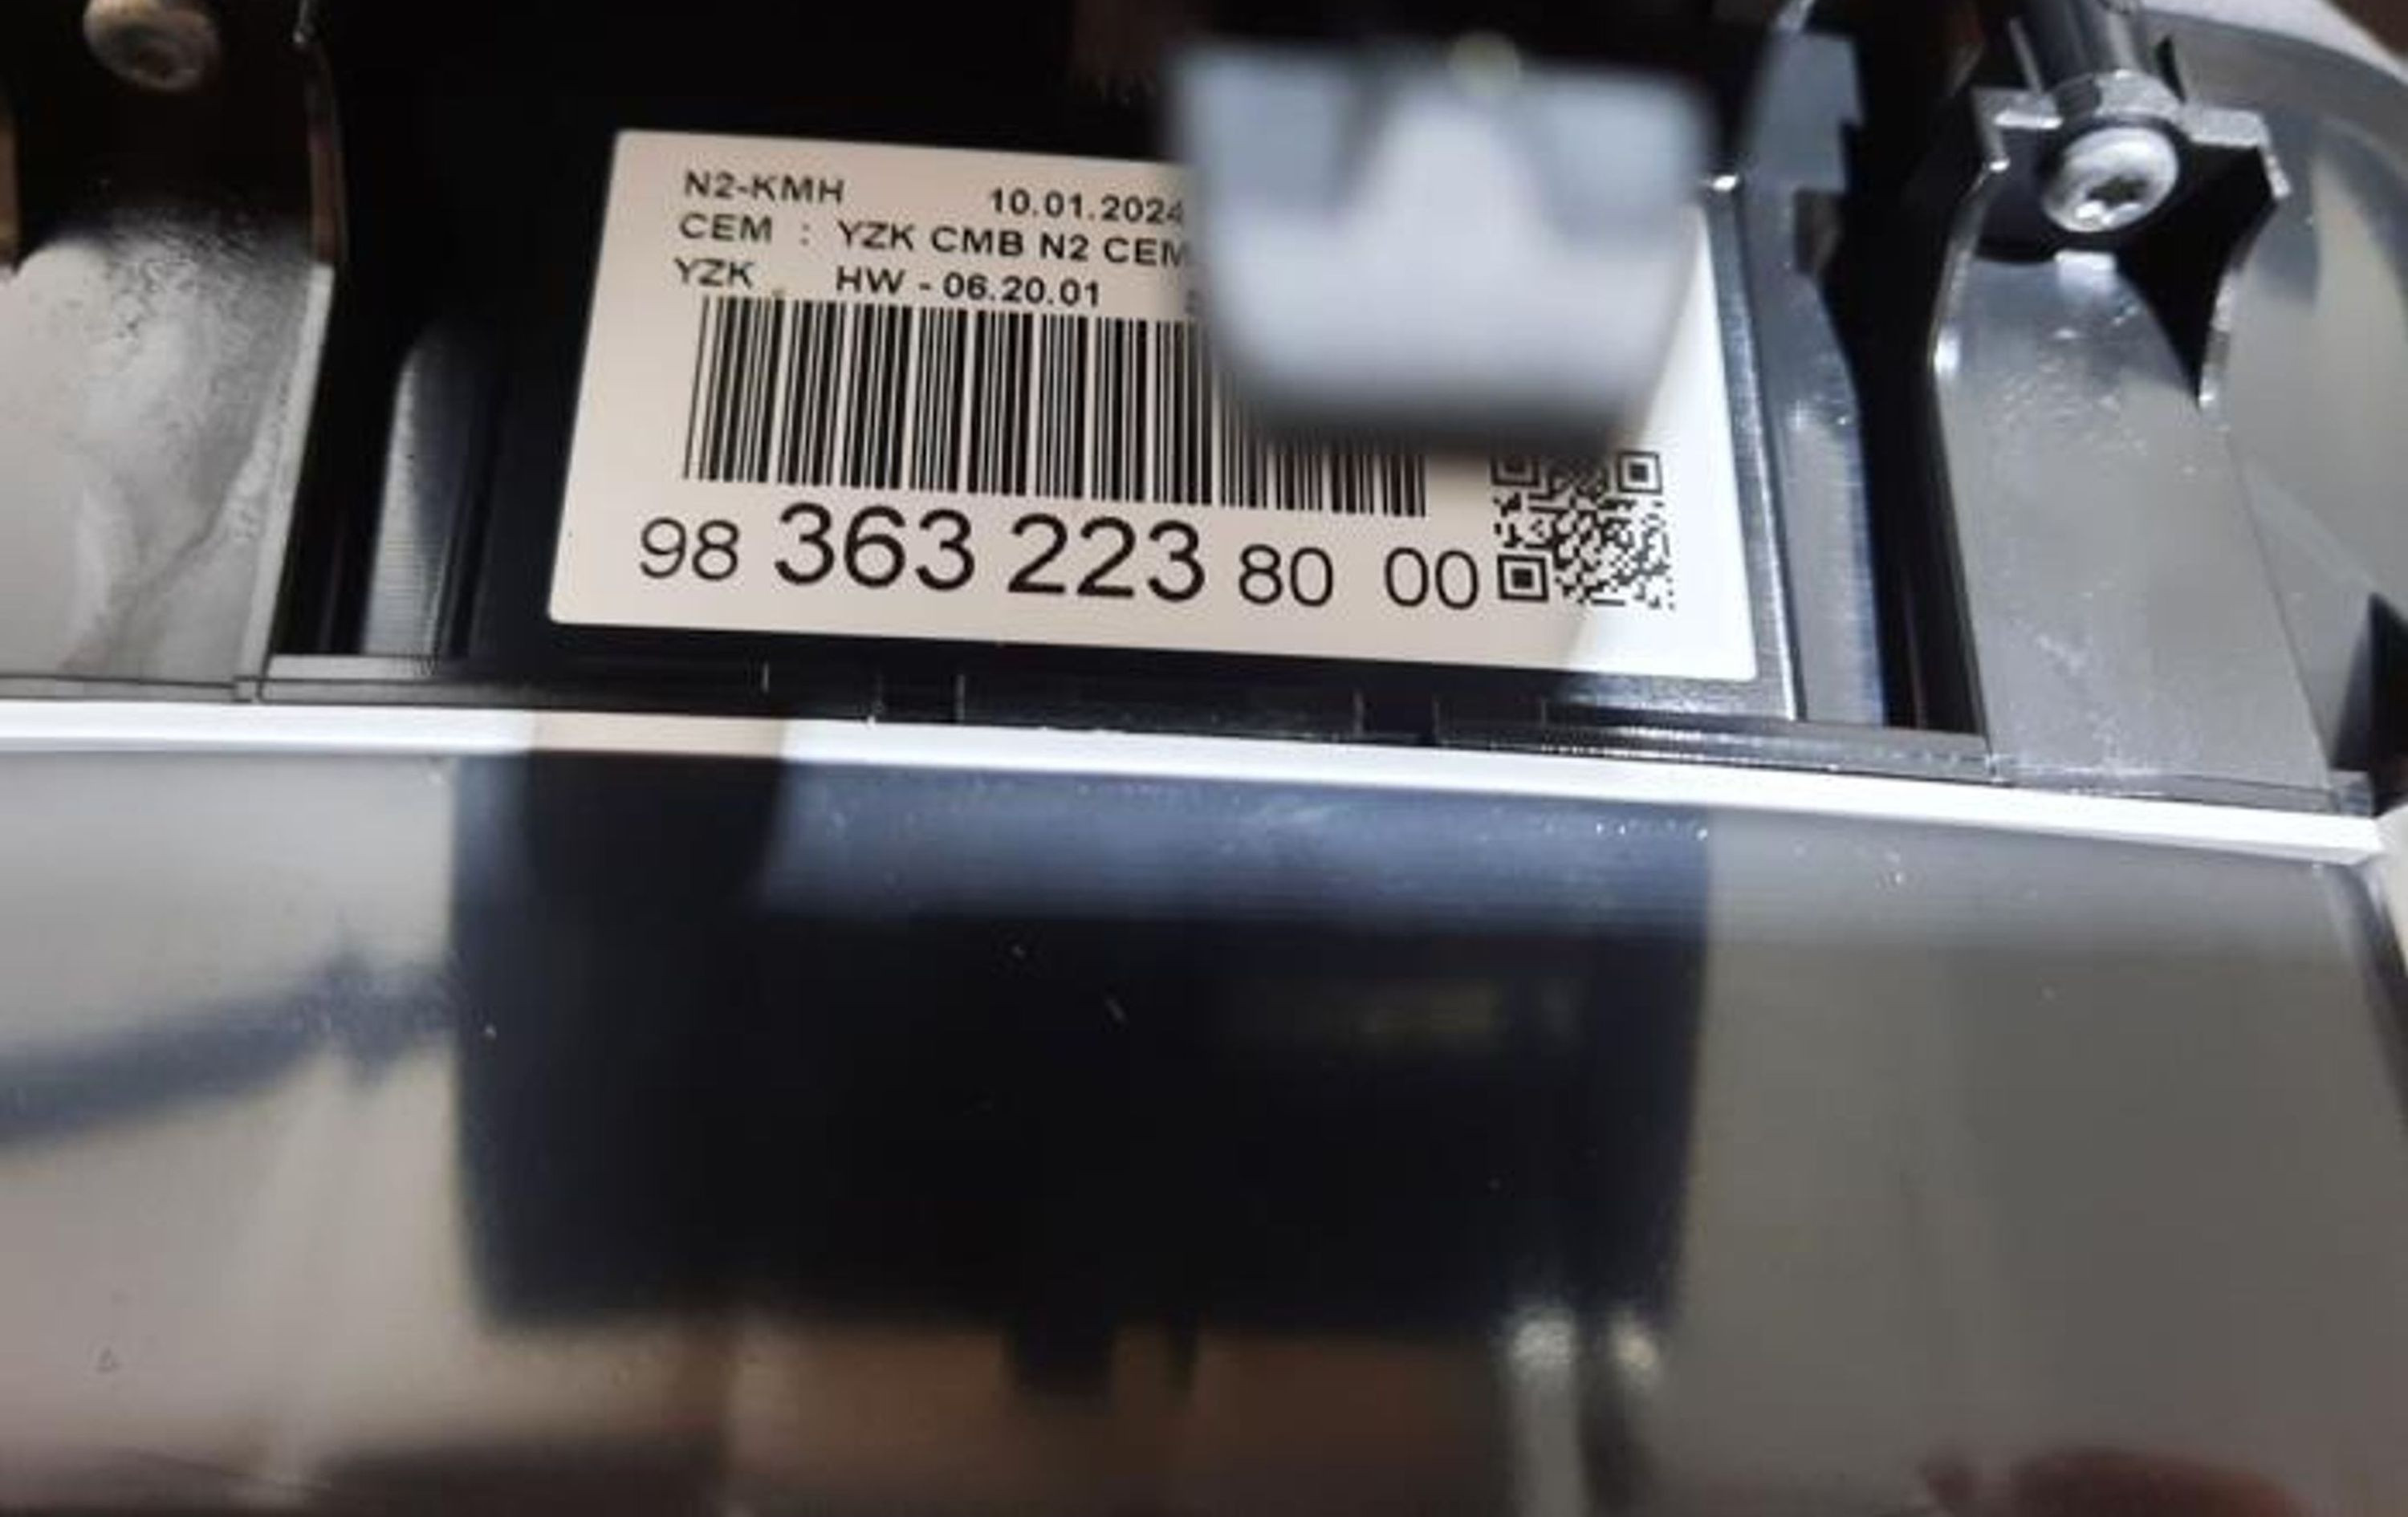 N2-KMH 10.01.2024
CEM : YZK CMB N2 CEM
YZK HW - 06.20.01
98 363 223 80 00